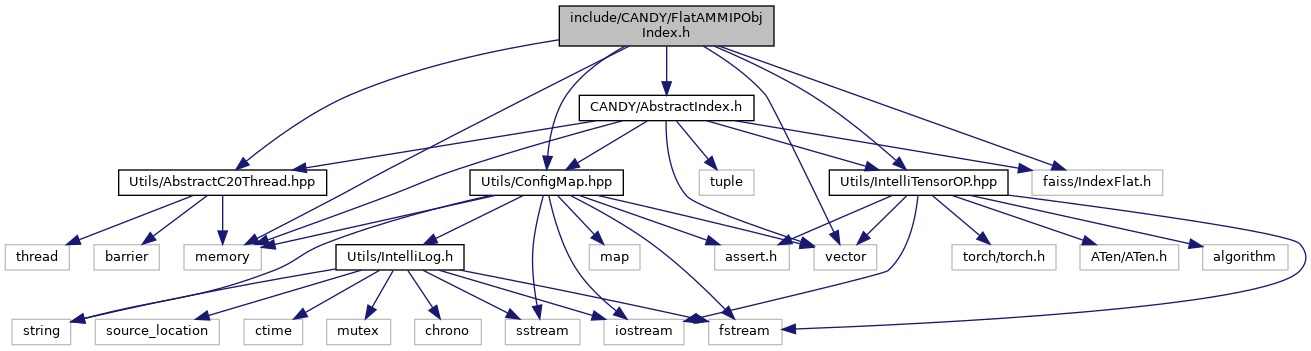 include/CANDY/FlatAMMIPObj
Index.h
CANDY/AbstractIndex.h
Utils/AbstractC20Thread.hpp
Utils/ConfigMap.hpp
tuple
Utils/IntelliTensorOP.hpp
faiss/IndexFlat.h
thread
barrier
memory
Utils/IntelliLog.h
map
assert.h
vector
torch/torch.h
ATen/ATen.h
algorithm
string
source_location
ctime
mutex
chrono
sstream
iostream
fstream